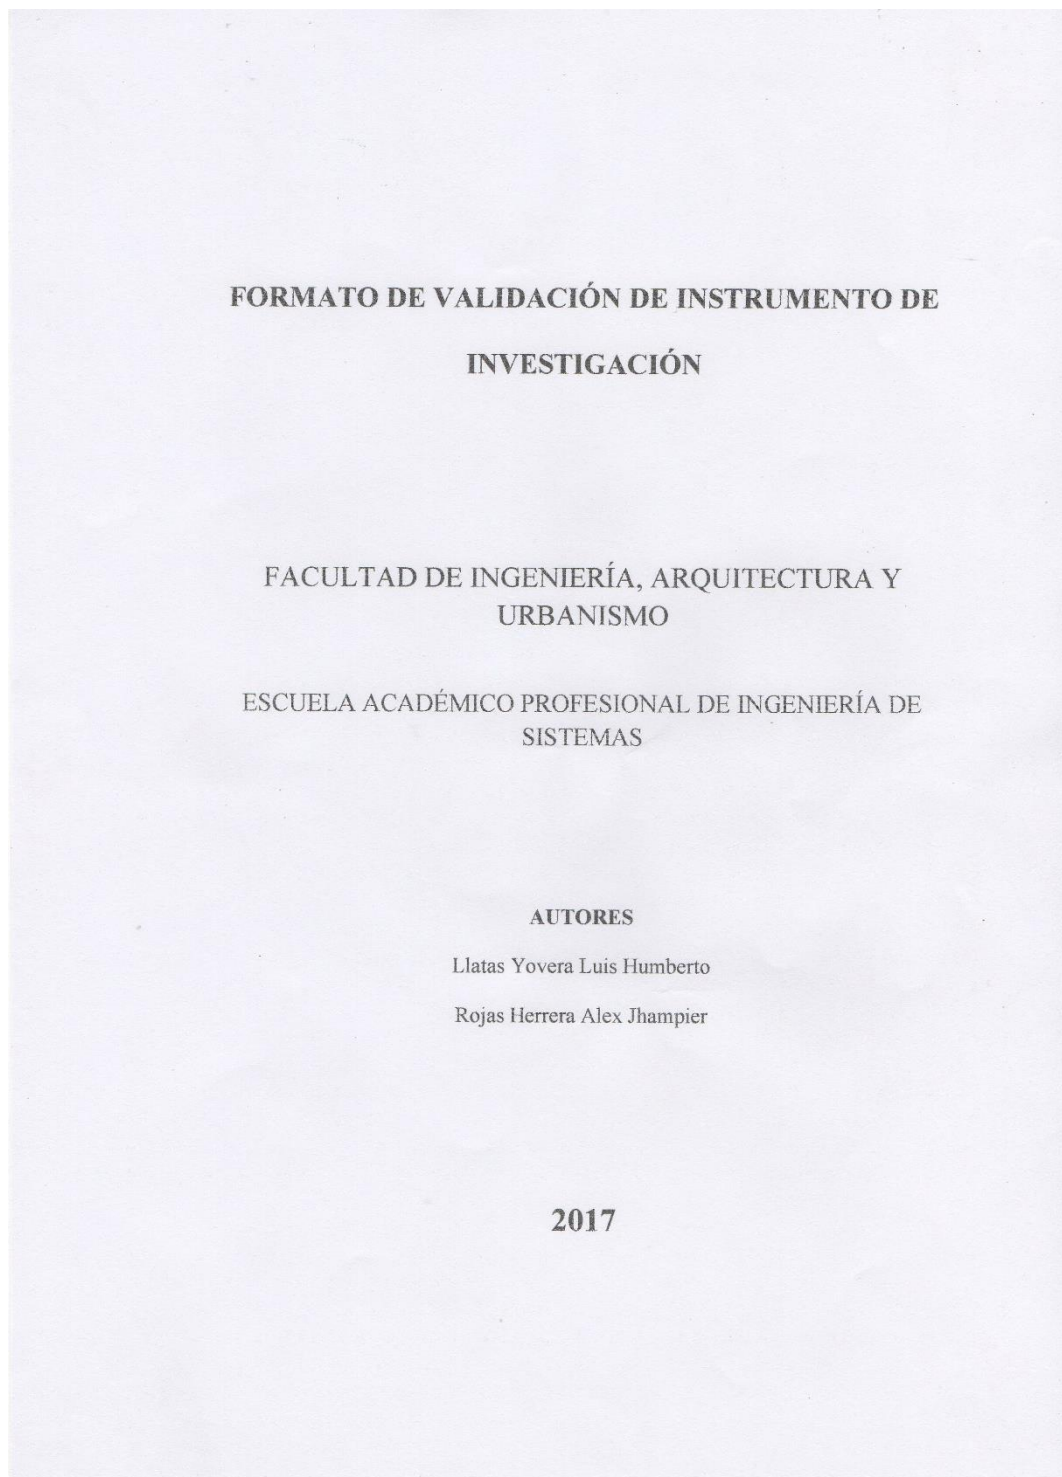 FORMATO DE VALIDACIÓN DE INSTRUMENTO DE
INVESTIGACIÓN
FACULTAD DE INGENIERÍA, ARQUITECTURA Y
URBANISMO
ESCUELA ACADÉMICO PROFESIONAL DE INGENIERÍA DE
SISTEMAS
AUTORES
Llatas Yovera Luis Humberto
Rojas Herrera Alex Jhampier
2017